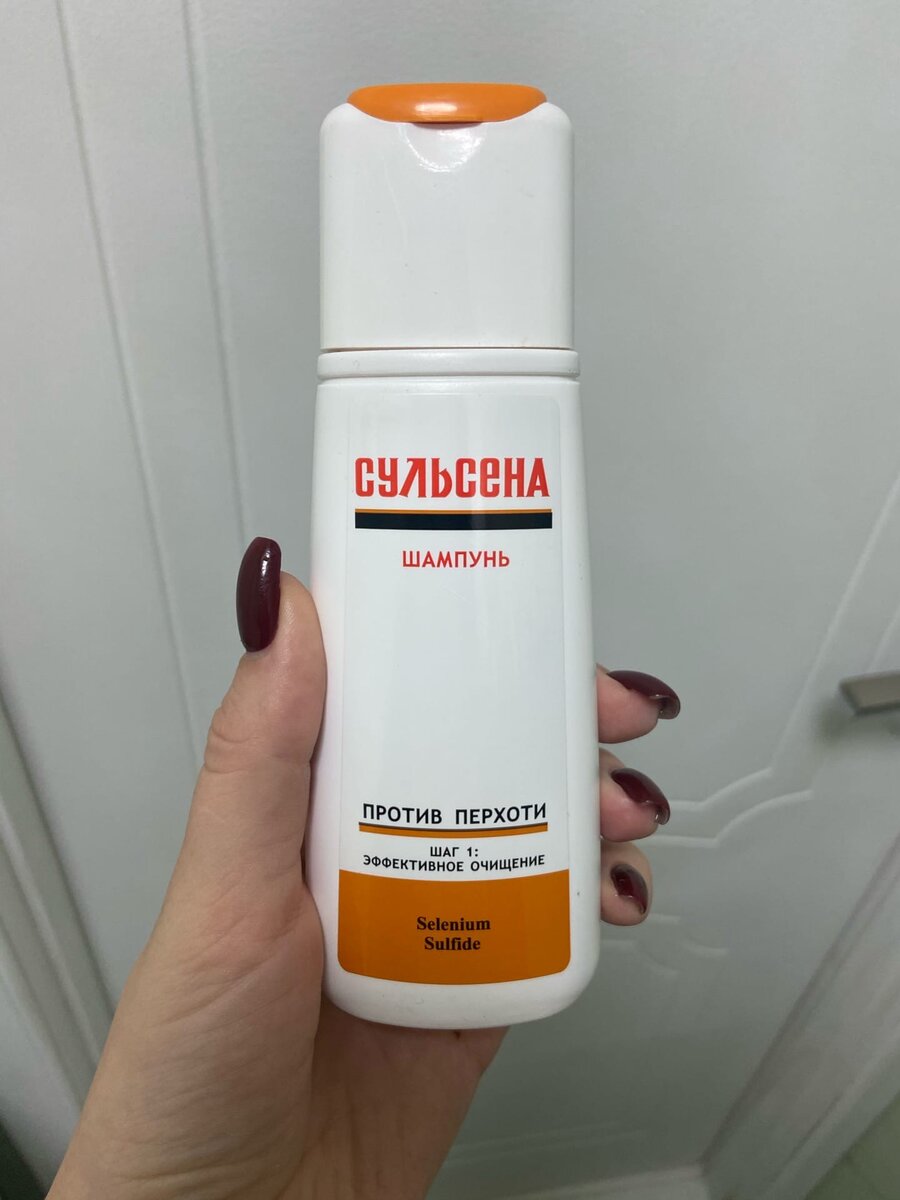 СУЛЬСЕНА
ШАМПУНЬ
ПРОТИВ ПЕРХОТИ
ШАГ 1:
ЭФФЕКТИВНОЕ ОЧИЩЕНИЕ
Selenium
Sulfide